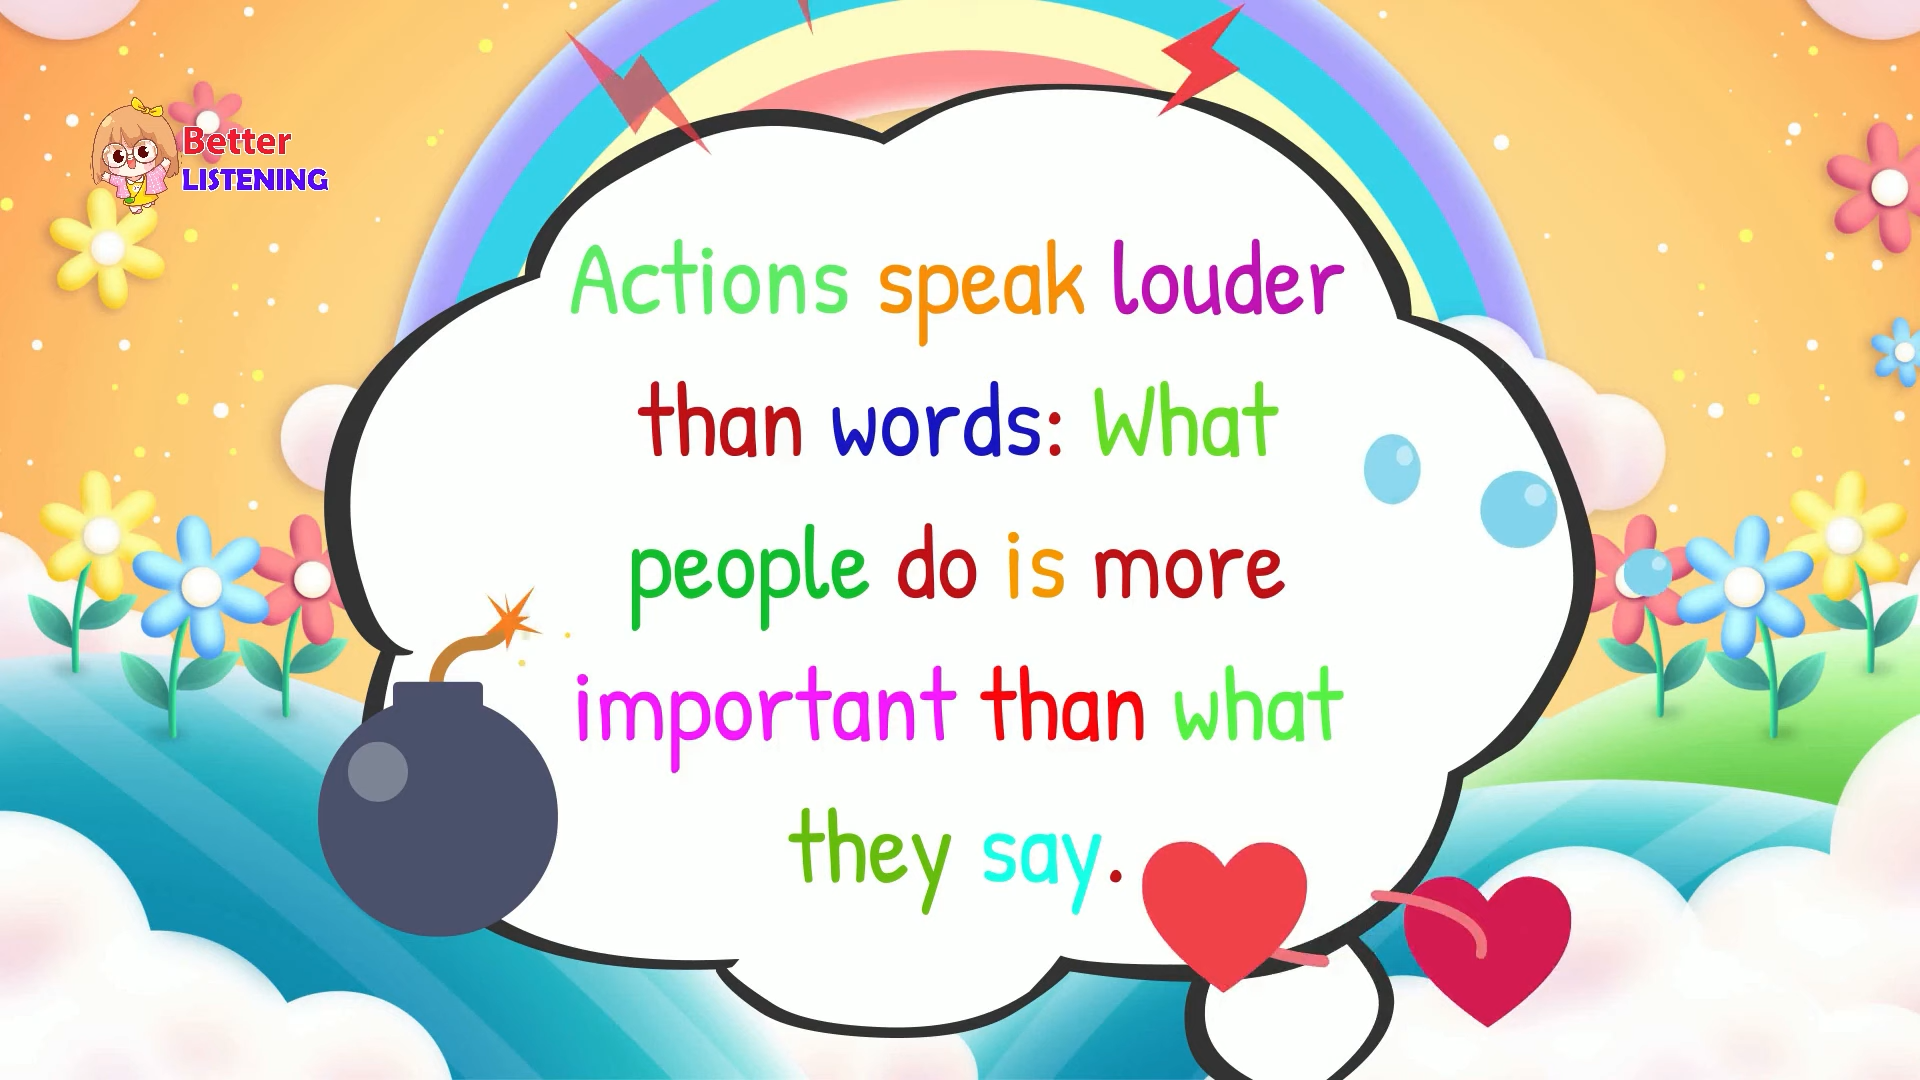 Better
LISTENING
Actions speak louder
than words: What
people do is more
important than what
they say.